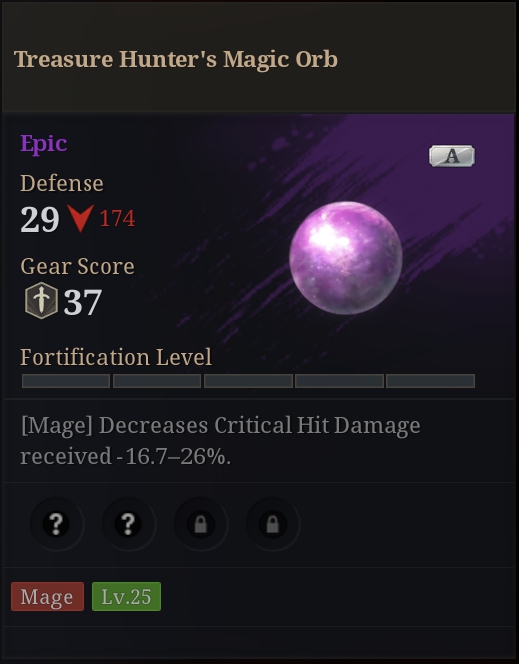 Treasure Hunter's Magic Orb
Epic
A
Defense
29 174
Gear Score
37
Fortification Level
[Mage] Decreases Critical Hit Damage
received -16.7–26%.
? ?
Mage Lv.25